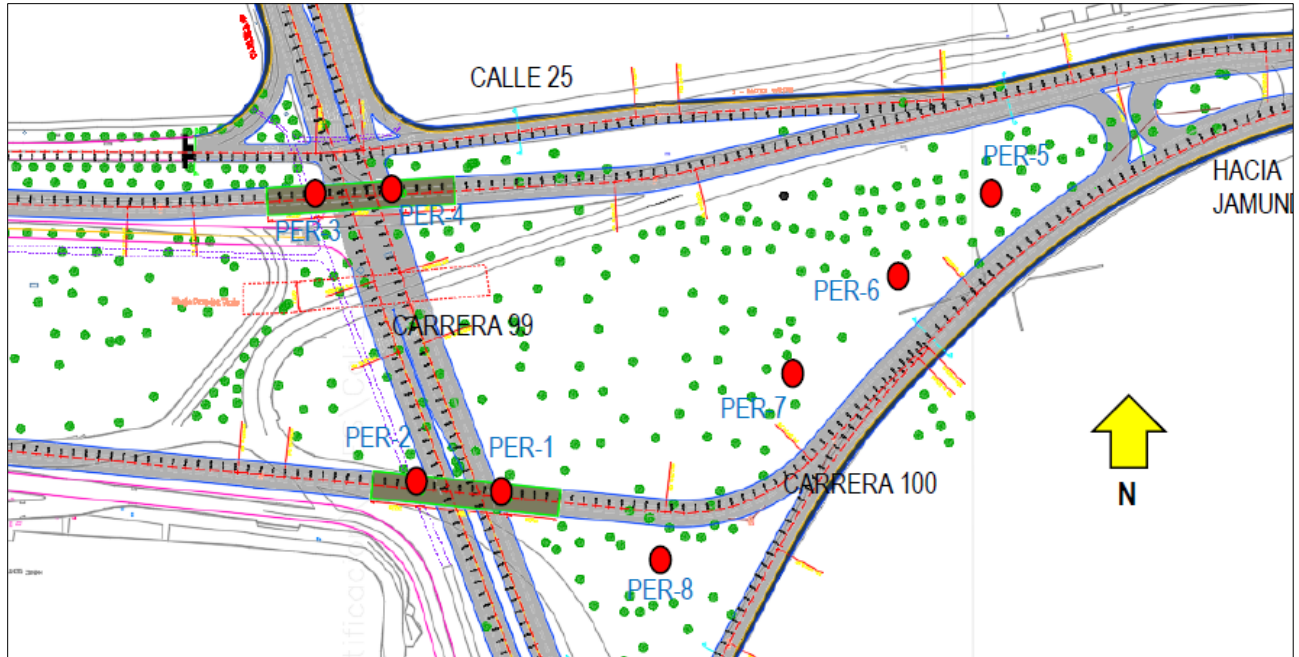 CALLE 25
PER-5
HACIA
JAMUND
PER-3
PER-4
PER-6
CARRERA 99
PER-7
PER-2
PER-1
CARRERA 100
N
PER-8